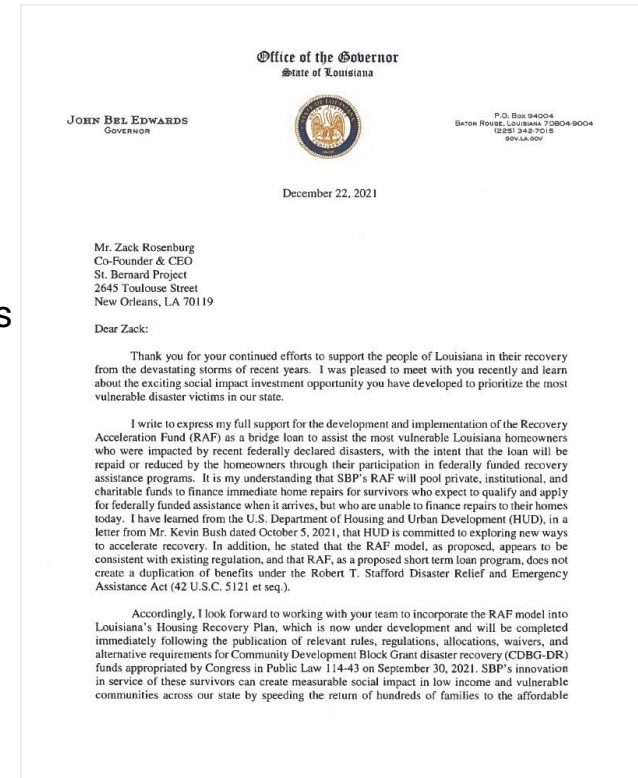 Office of the Governor
State of Louisiana
JOHN BEL EDWARDS
GOVERNOR
P.O. BOX 94004
BATON ROUGE, LOUISIANA 70804-9004
(225) 342-7015
GOV.LA.GOV
December 22, 2021
Mr. Zack Rosenburg
Co-Founder & CEO
St. Bernard Project
2645 Toulouse Street
New Orleans, LA 70119
s
Dear Zack:
Thank you for your continued efforts to support the people of Louisiana in their recovery
from the devastating storms of recent years. I was pleased to meet with you recently and learn
about the exciting social impact investment opportunity you have developed to prioritize the most
vulnerable disaster victims in our state.
I write to express my full support for the development and implementation of the Recovery
Acceleration Fund (RAF) as a bridge loan to assist the most vulnerable Louisiana homeowners
who were impacted by recent federally declared disasters, with the intent that the loan will be
repaid or reduced by the homeowners through their participation in federally funded recovery
assistance programs. It is my understanding that SBP's RAF will pool private, institutional, and
charitable funds to finance immediate home repairs for survivors who expect to qualify and apply
for federally funded assistance when it arrives, but who are unable to finance repairs to their homes
today. I have learned from the U.S. Department of Housing and Urban Development (HUD), in a
letter from Mr. Kevin Bush dated October 5, 2021, that HUD is committed to exploring new ways
to accelerate recovery. In addition, he stated that the RAF model, as proposed, appears to be
consistent with existing regulation, and that RAF, as a proposed short term loan program, does not
create a duplication of benefits under the Robert T. Stafford Disaster Relief and Emergency
Assistance Act (42 U.S.C. 5121 et seq.).
Accordingly, I look forward to working with your team to incorporate the RAF model into
Louisiana's Housing Recovery Plan, which is now under development and will be completed
immediately following the publication of relevant rules, regulations, allocations, waivers, and
alternative requirements for Community Development Block Grant disaster recovery (CDBG-DR)
funds appropriated by Congress in Public Law 114-43 on September 30, 2021. SBP's innovation
in service of these survivors can create measurable social impact in low income and vulnerable
communities across our state by speeding the return of hundreds of families to the affordable